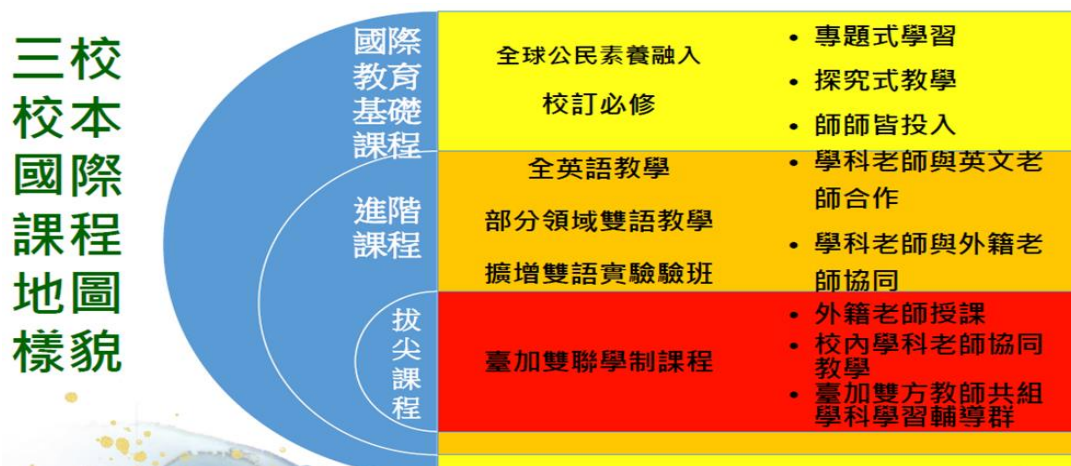 三校
校本
國際
課程
地圖
樣貌
國際
教育
基礎
課程
全球公民素養融入
校訂必修
• 專題式學習
• 探究式教學
• 師師皆投入
進階
課程
全英語教學
部分領域雙語教學
擴增雙語實驗驗班
• 學科老師與英文老
師合作
• 學科老師與外籍老
師協同
拔
尖
課
程
臺加雙聯學制課程
• 外籍老師授課
• 校內學科老師協同
教學
• 臺加雙方教師共組
學科學習輔導群